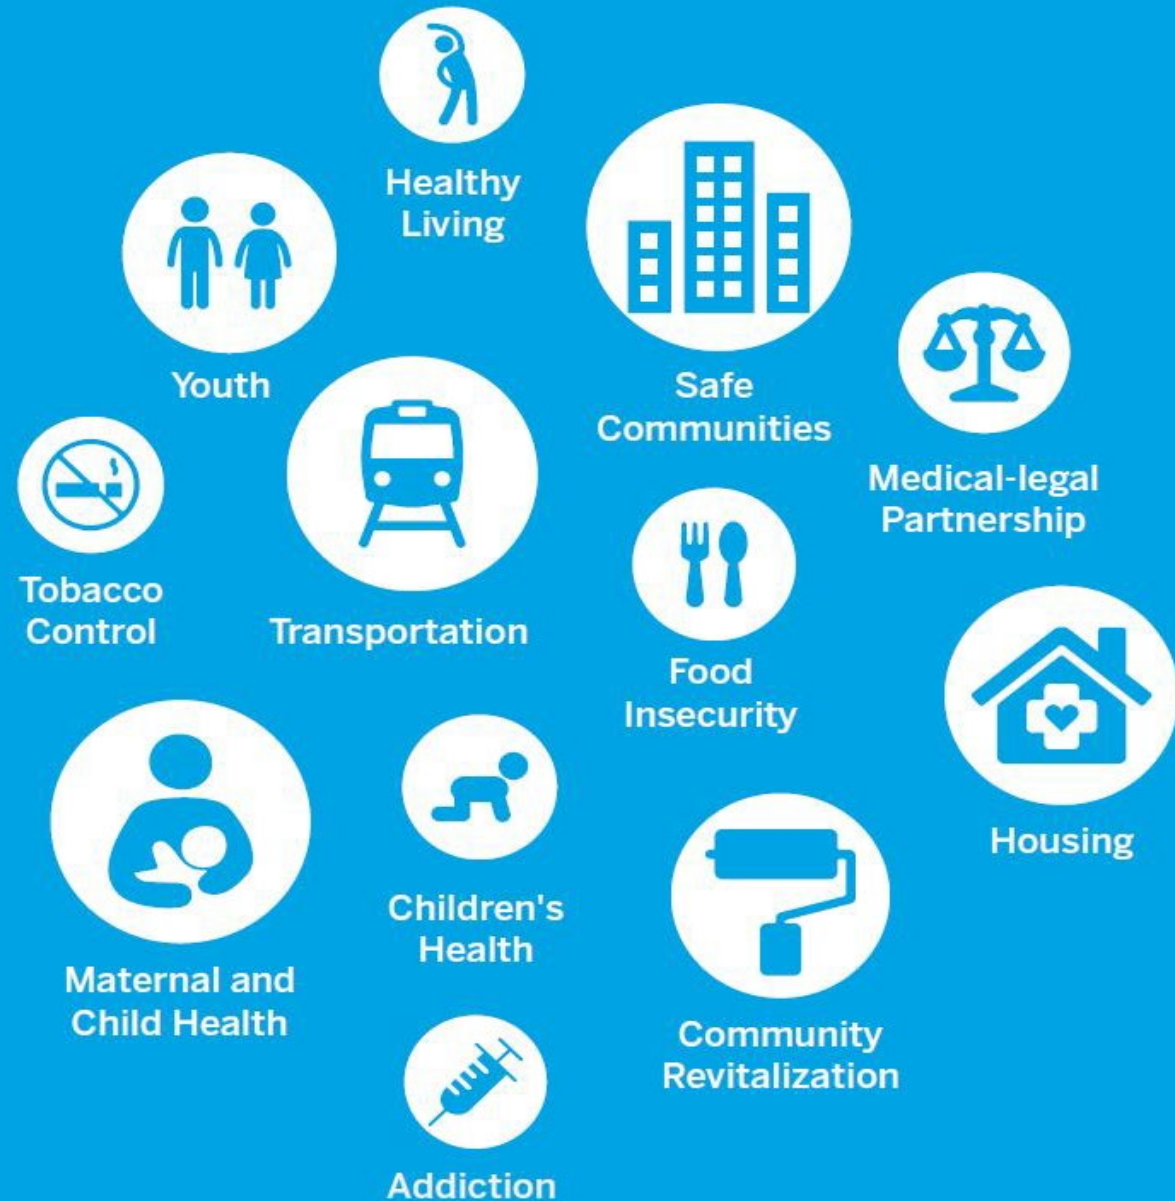 Healthy
Living
Youth
Safe
Communities
Medical-legal
Partnership
Tobacco
Control
Transportation
Food
Insecurity
Housing
Maternal and
Child Health
Children's
Health
Community
Revitalization
Addiction